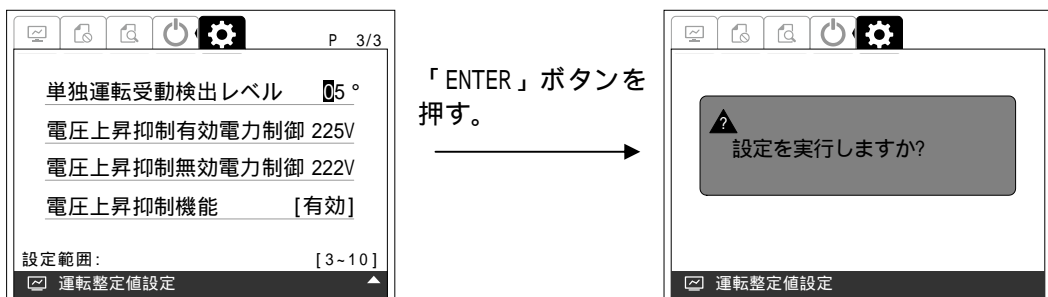 P 3/3
単独運転受動検出レベル 05°
電圧上昇抑制有効電力制御 225V
電圧上昇抑制無効電力制御 222V
電圧上昇抑制機能 [有効]
設定範囲: [3~10]
運転整定値設定
「ENTER」ボタンを
押す。
?
設定を実行しますか?
運転整定値設定